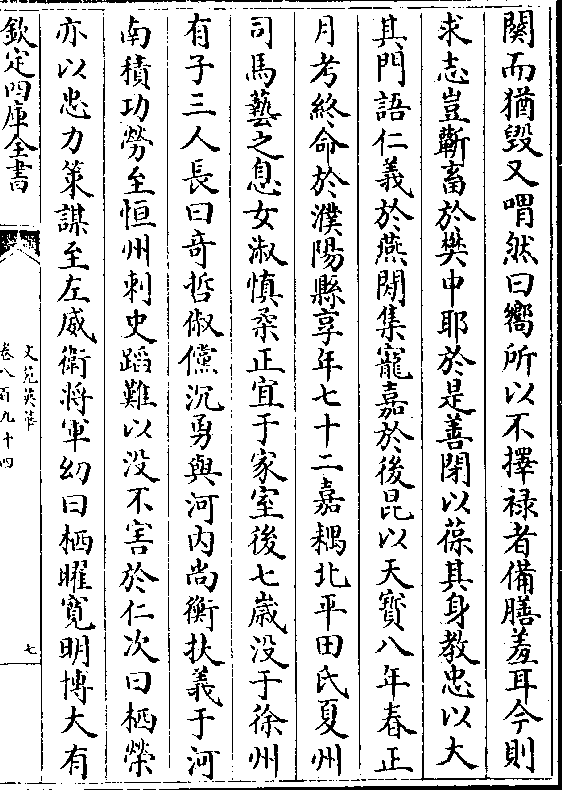 闋而猶毀又喟然曰嚮所以不擇祿者備膳羞耳今則
求志豈蘄畜於樊中耶於是善閉以葆其身教忠以大
其門語仁義於燕閒集寵嘉於後昆以天寶八年春正
月考終命於濮陽縣享年七十二嘉耦北平田氏夏州
司馬藝之息女淑慎柔正宜于家室後七歲没于徐州
有子三人長曰奇哲俶儻沉勇與河内尚衡扶義于河
南積功勞至恒州刺史蹈難以没不害於仁次曰栖榮
亦以忠力策謀至左威衛將軍幼曰栖曜寛明博大有
欽定四庫全書
文苑英華
卷八百九十四
七